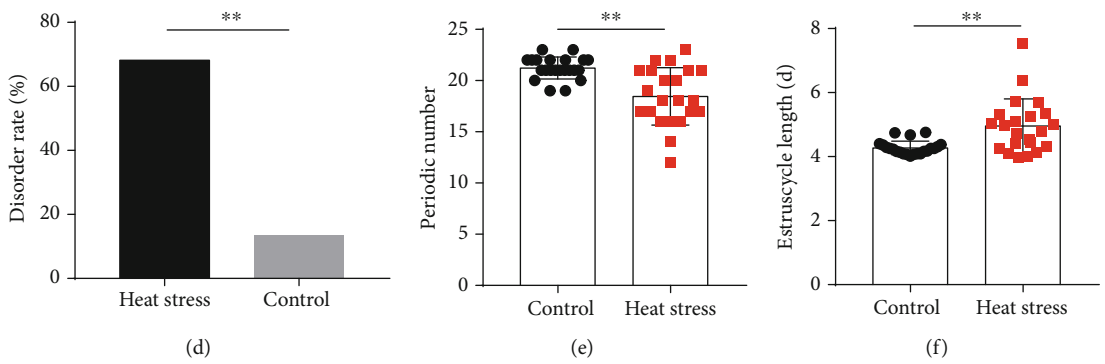 Disorder rate (%)
80
60
40
20
0
**
Heat stress
Control
(d)
Periodic number
25
20
15
10
5
0
**
Control
Heat stress
(e)
Estruscycle length (d)
8
6
4
2
0
**
Control
Heat stress
(f)